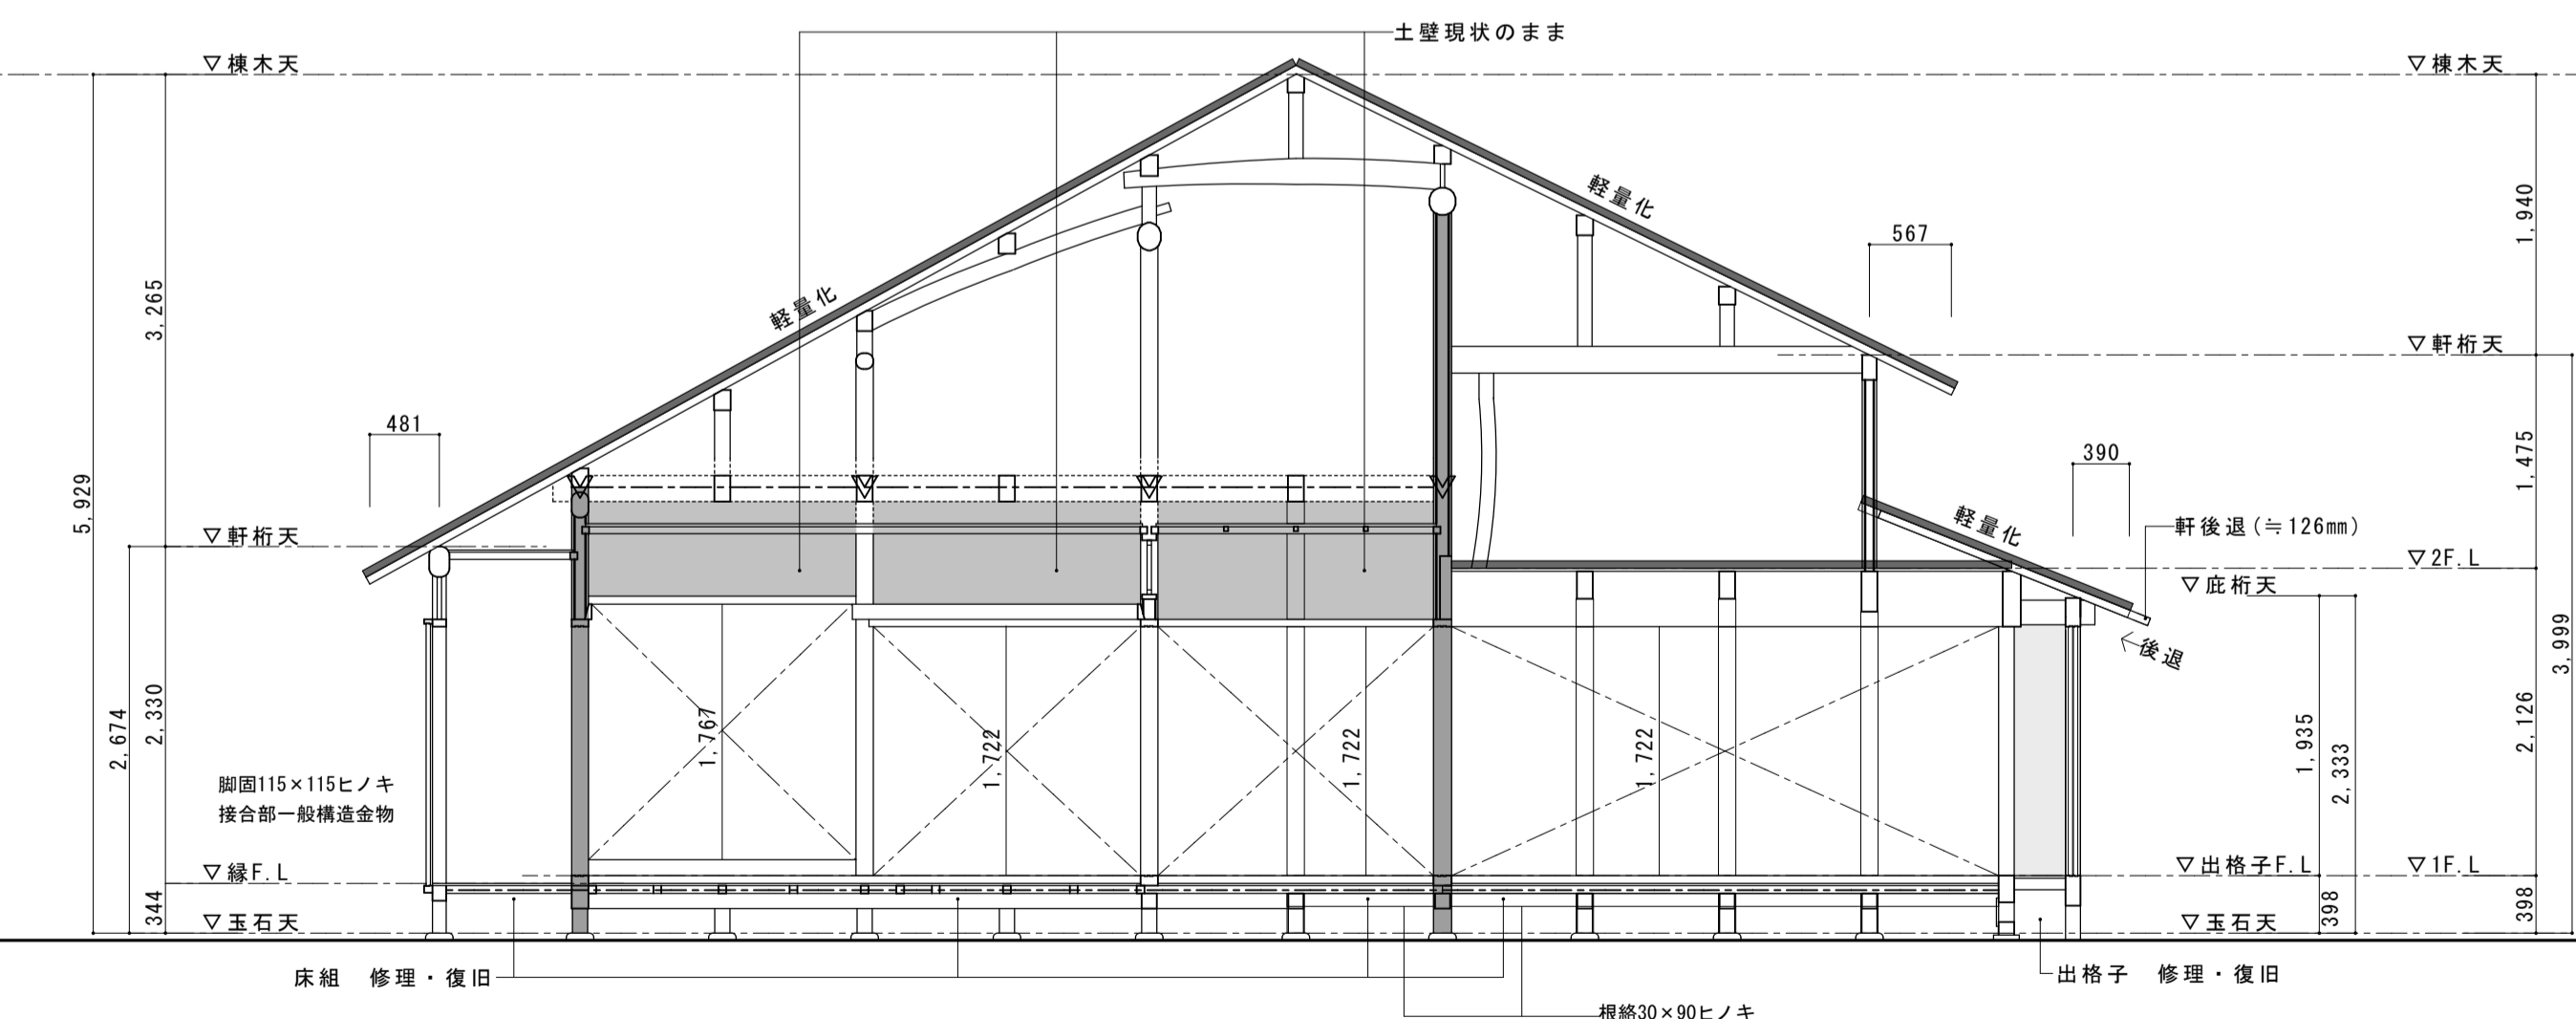 土壁現状のまま
▽棟木天
▽棟木天
軽量化
1,940
567
3,265
軽量化
▽軒桁天
481
390
1,475
5,929
軽量化
軒後退(≒126㎜)
▽軒桁天
▽2F.L
▽庇桁天
3,999
←後退
2,674
2,330
1,767
1,722
1,722
1,722
1,935
2,333
2,126
脚固115×115ヒノキ
接合部一般構造金物
▽縁F.L
▽出格子F.L
▽1F.L
344
398
398
▽玉石天
▽玉石天
床組 修理・復旧
出格子 修理・復旧
根絡30×90ヒノキ